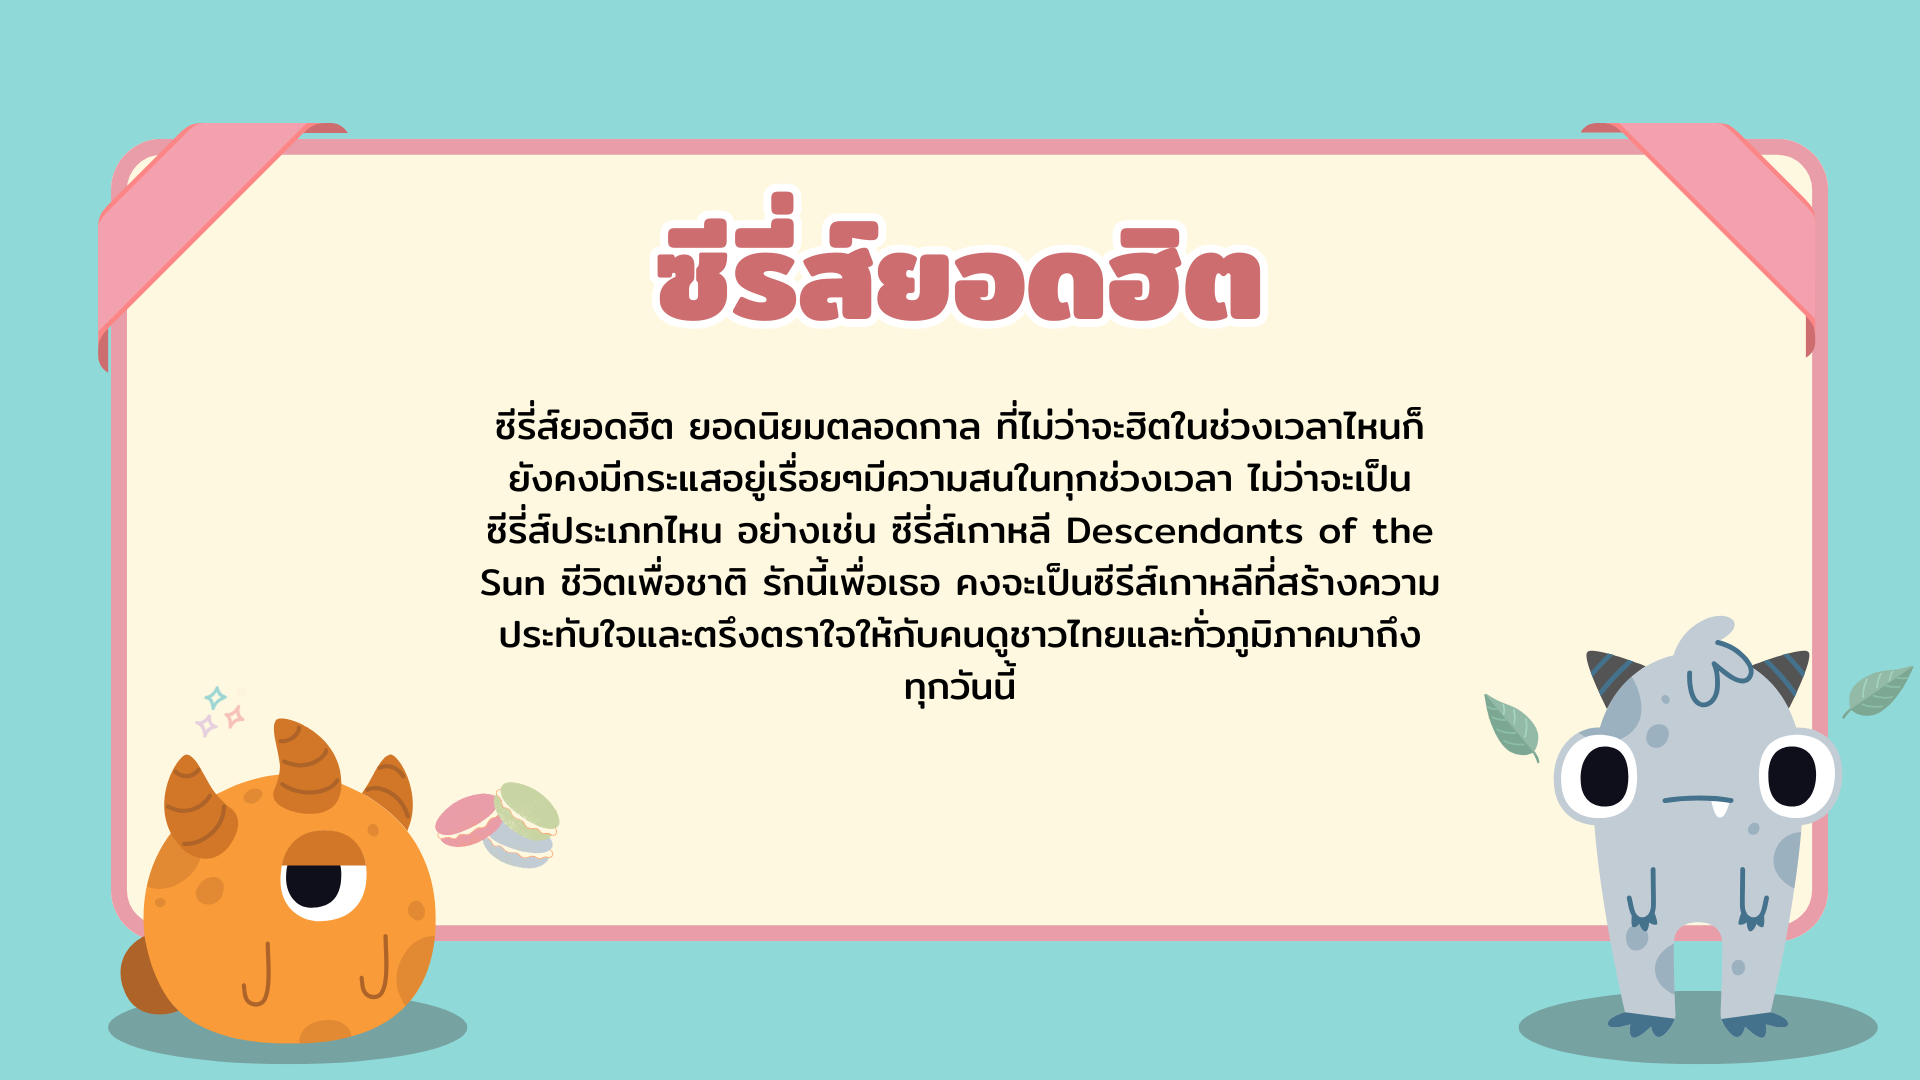 ซีรี่ส์ยอดฮิต
ซีรี่ส์ยอดฮิต ยอดนิยมตลอดกาล ที่ไม่ว่าจะฮิตในช่วงเวลาไหนก็
ยังคงมีกระแสอยู่เรื่อยๆมีความสนในทุกช่วงเวลา ไม่ว่าจะเป็น
ซีรี่ส์ประเภทไหน อย่างเช่น ซีรี่ส์เกาหลี Descendants of the
Sun ชีวิตเพื่อชาติ รักนี้เพื่อเธอ คงจะเป็นซีรีส์เกาหลีที่สร้างความ
ประทับใจและตรึงตราใจให้กับคนดูชาวไทยและทั่วภูมิภาคมาถึง
ทุกวันนี้